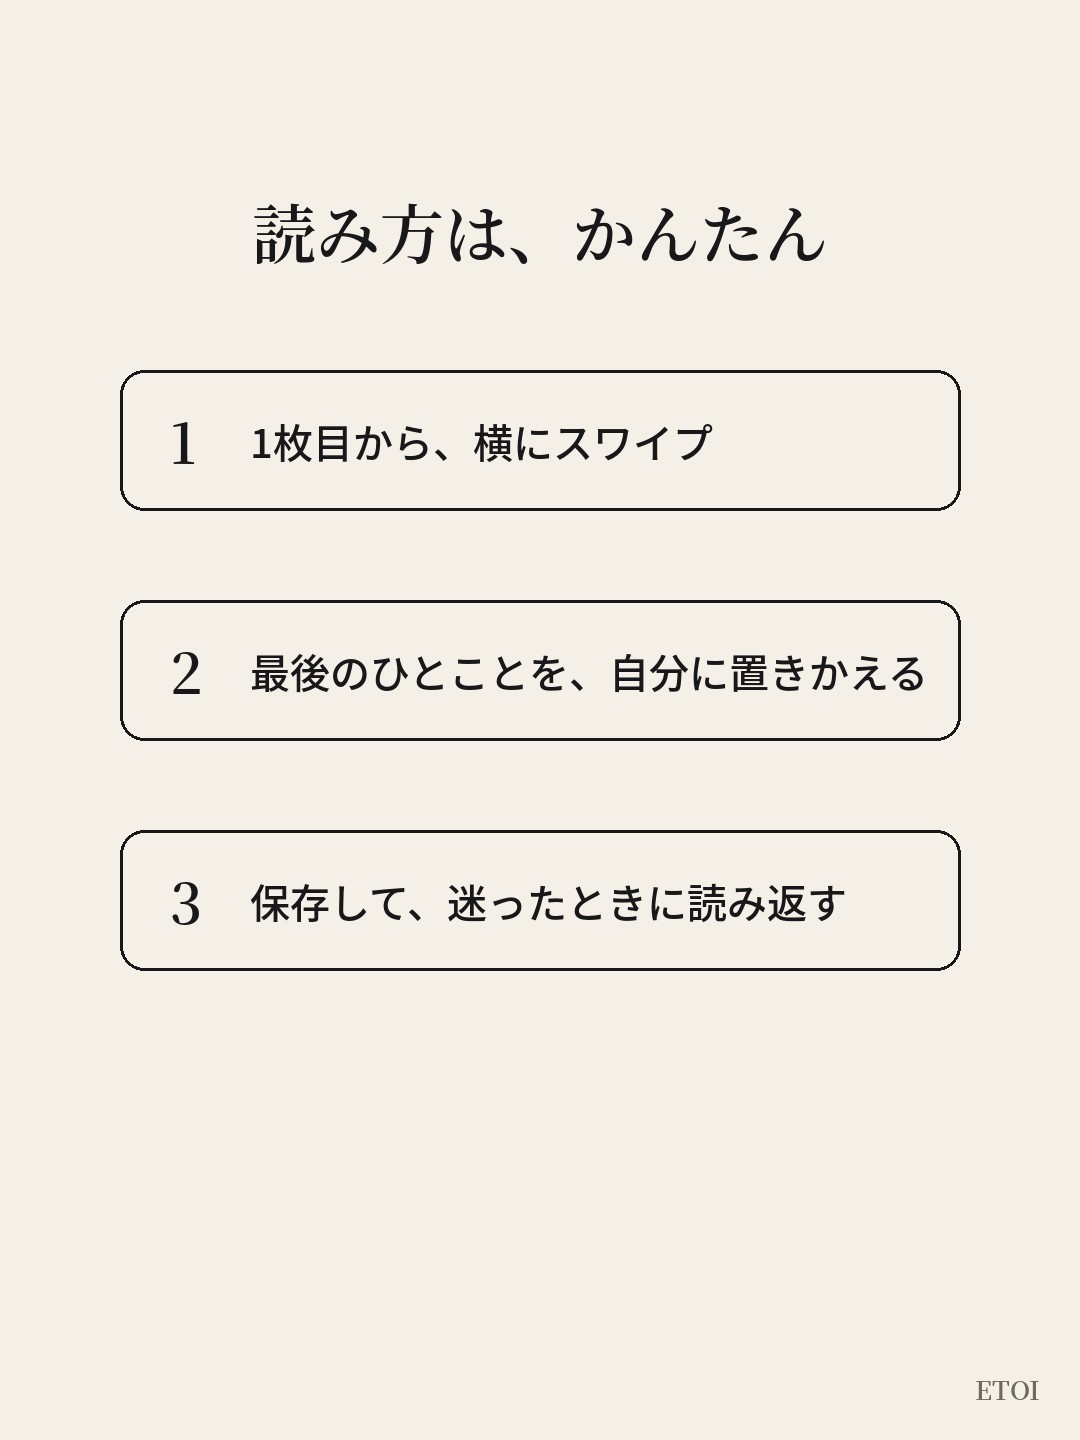 読み方は、かんたん
1 1枚目から、横にスワイプ
2 最後のひとことを、自分に置きかえる
3 保存して、迷ったときに読み返す
ETOI